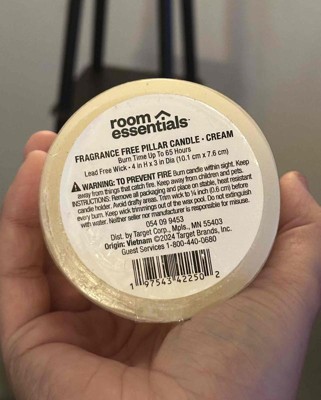 room
essentials™
FRAGRANCE FREE PILLAR CANDLE - CREAM
Burn Time Up To 65 Hours
Lead Free Wick • 4 in H x 3 in Dia (10.1 cm x 7.6 cm)
⚠ WARNING: TO PREVENT FIRE Burn candle within sight. Keep
away from things that catch fire. Keep away from children and pets.
INSTRUCTIONS: Remove all packaging and place on stable, heat resistant
candle holder. Avoid drafty areas. Trim wick to ¼ inch (0.6 cm) before
every burn. Keep wick trimmings out of the wax pool. Do not extinguish
with water. Neither seller nor manufacturer is responsible for misuse.
054 09 9453
Dist. by Target Corp., Mpls., MN 55403
Origin: Vietnam ©2024 Target Brands, Inc.
Guest Services 1-800-440-0680
1 97543 42250 2